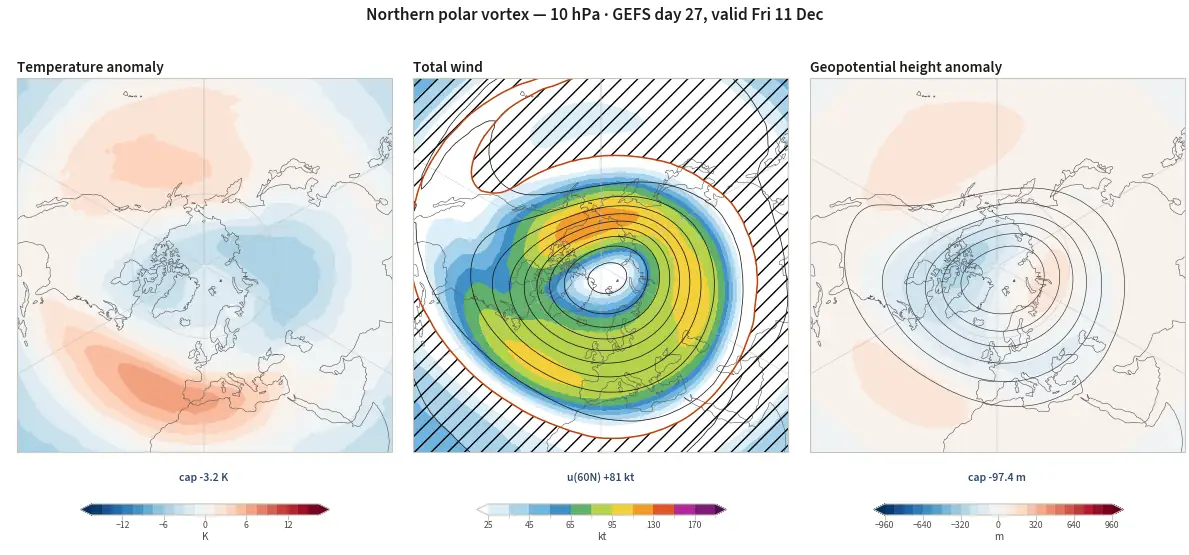 Northern polar vortex — 10 hPa · GEFS day 27, valid Fri 11 Dec
Temperature anomaly
Total wind
Geopotential height anomaly
cap -3.2 K
u(60N) +81 kt
cap -97.4 m
−12 −6 0 6 12
K
25 45 65 95 130 170
kt
−960 −640 −320 0 320 640 960
m